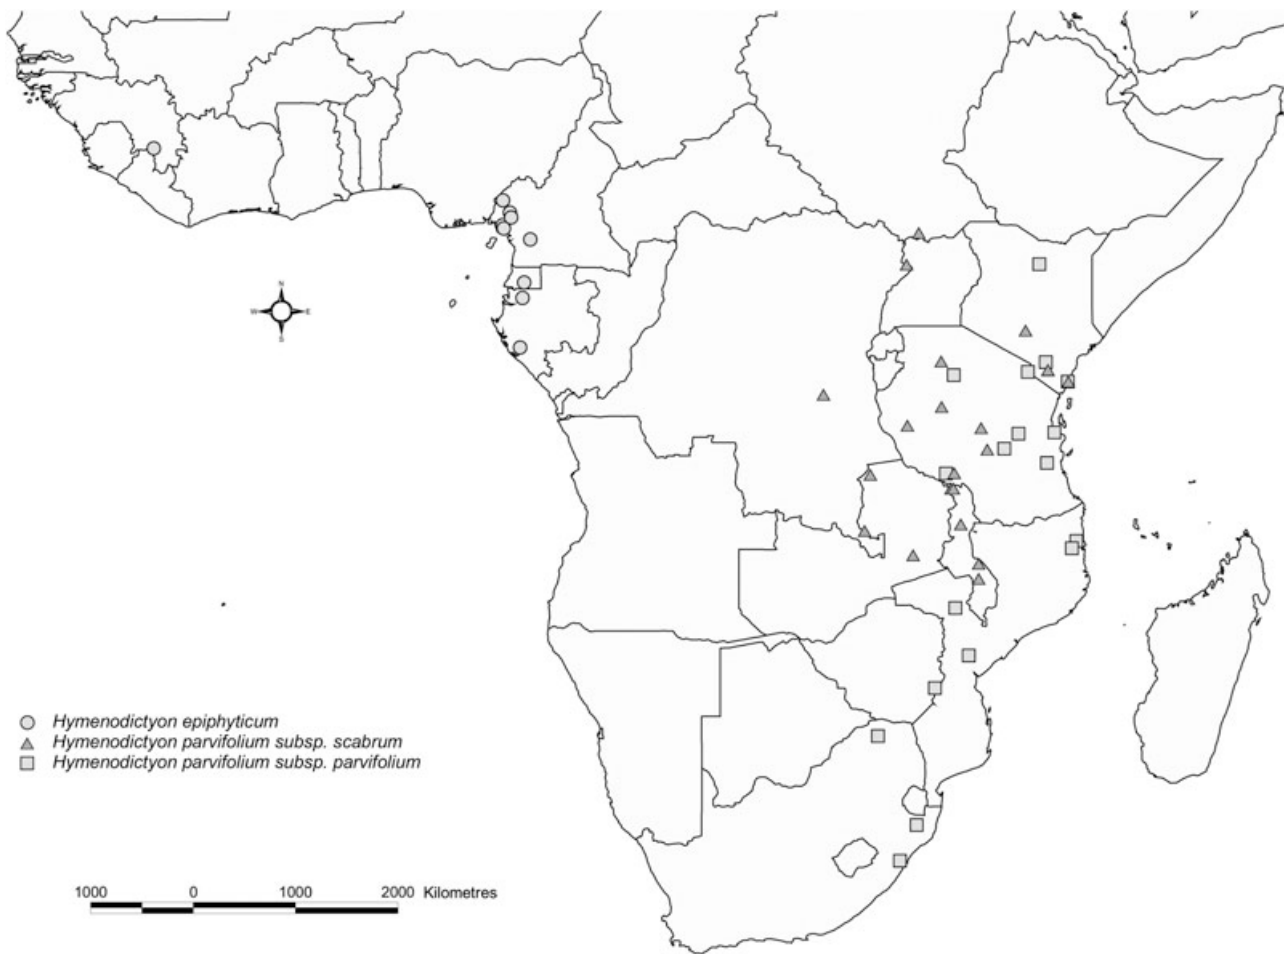 N
W E
S
Hymenodictyon epiphyticum
Hymenodictyon parvifolium subsp. scabrum
Hymenodictyon parvifolium subsp. parvifolium
1000 0 1000 2000 Kilometres